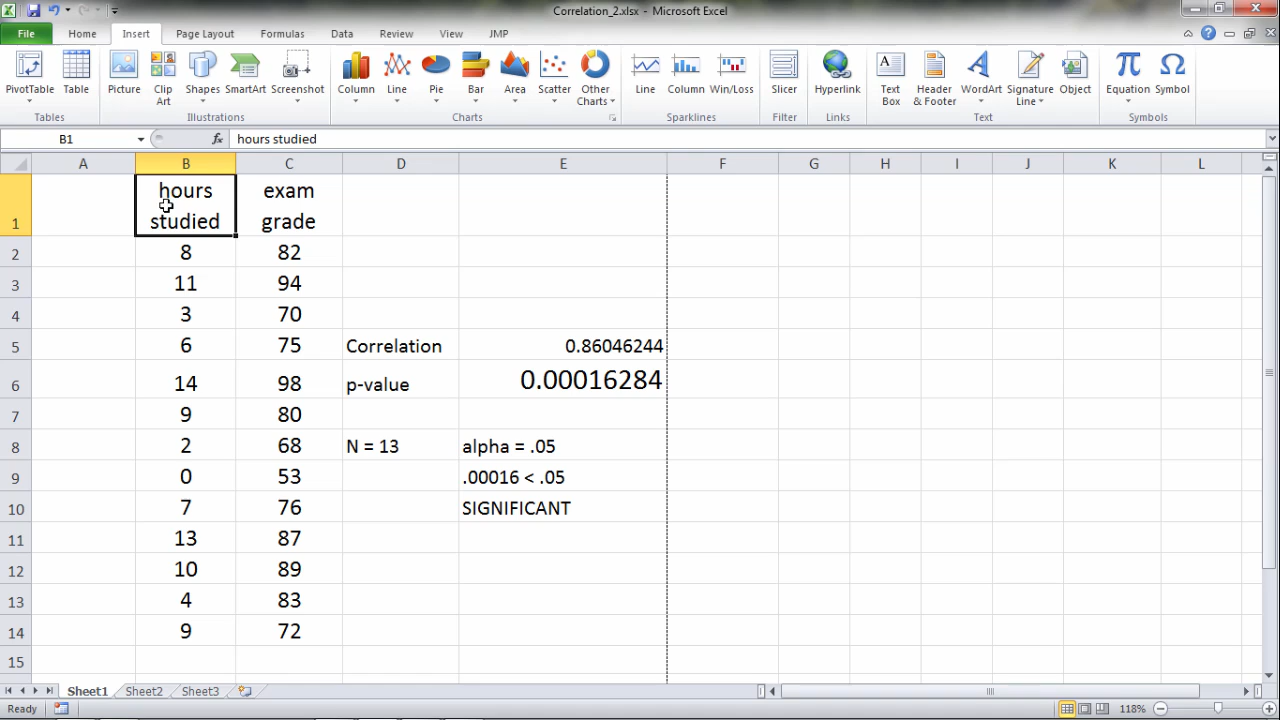 Correlation_2.xlsx - Microsoft Excel
File Home Insert Page Layout Formulas Data Review View JMP
PivotTable Table Picture Clip Art Shapes SmartArt Screenshot Column Line Pie Bar Area Scatter Other Charts Line Column Win/Loss Slicer Hyperlink Text Box Header & Footer WordArt Signature Line Object Equation Symbol
Tables Illustrations Charts Sparklines Filter Links Text Symbols
B1 fx hours studied
A B C D E F G H I J K L
1 hours studied exam grade
2 8 82
3 11 94
4 3 70
5 6 75 Correlation 0.86046244
6 14 98 p-value 0.00016284
7 9 80
8 2 68 N = 13 alpha = .05
9 0 53 .00016 < .05
10 7 76 SIGNIFICANT
11 13 87
12 10 89
13 4 83
14 9 72
15
Sheet1 Sheet2 Sheet3
Ready 118%